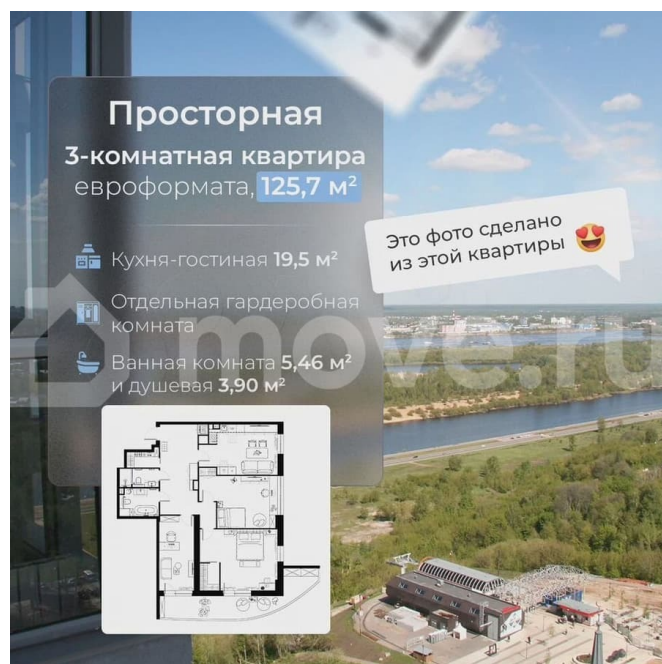 Просторная
3-комнатная квартира
евроформата, 125,7 м²
Кухня-гостиная 19,5 м²
Отдельная гардеробная
комната
Ванная комната 5,46 м²
и душевая 3,90 м²
Это фото сделано
из этой квартиры
move.ru